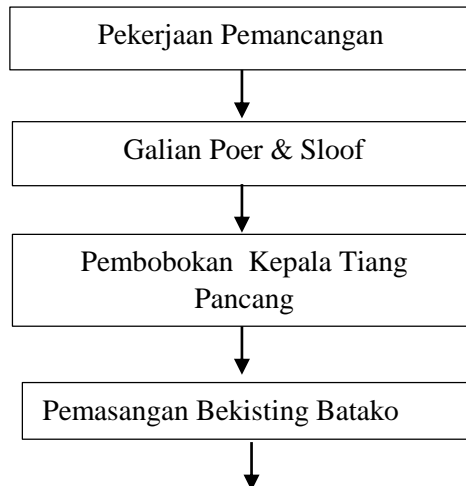 Pekerjaan Pemancangan
Galian Poer & Sloof
Pembobokan Kepala Tiang
Pancang
Pemasangan Bekisting Batako